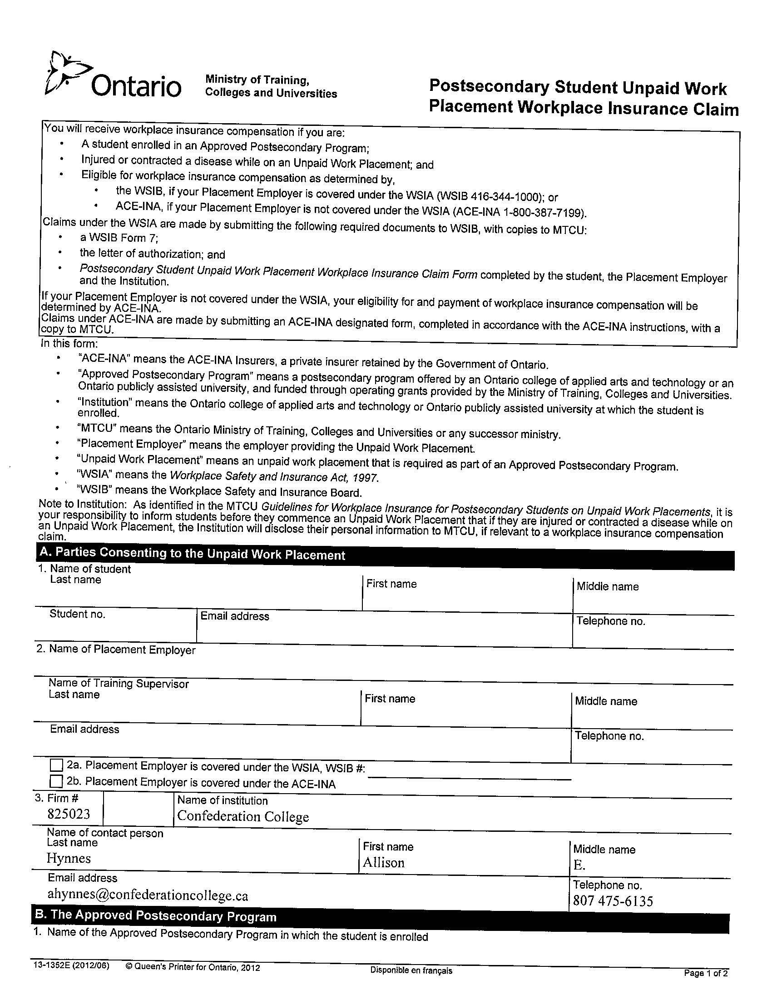 Ontario
Ministry of Training,
Colleges and Universities
Postsecondary Student Unpaid Work
Placement Workplace Insurance Claim
You will receive workplace insurance compensation if you are:
• A student enrolled in an Approved Postsecondary Program;
• Injured or contracted a disease while on an Unpaid Work Placement; and
• Eligible for workplace insurance compensation as determined by,
• the WSIB, if your Placement Employer is covered under the WSIA (WSIB 416-344-1000); or
• ACE-INA, if your Placement Employer is not covered under the WSIA (ACE-INA 1-800-387-7199).
Claims under the WSIA are made by submitting the following required documents to WSIB, with copies to MTCU:
• a WSIB Form 7;
• the letter of authorization; and
• Postsecondary Student Unpaid Work Placement Workplace Insurance Claim Form completed by the student, the Placement Employer
and the Institution.
If your Placement Employer is not covered under the WSIA, your eligibility for and payment of workplace insurance compensation will be
determined by ACE-INA.
Claims under ACE-INA are made by submitting an ACE-INA designated form, completed in accordance with the ACE-INA instructions, with a
copy to MTCU.
In this form:
• "ACE-INA" means the ACE-INA Insurers, a private insurer retained by the Government of Ontario.
• "Approved Postsecondary Program" means a postsecondary program offered by an Ontario college of applied arts and technology or an
Ontario publicly assisted university, and funded through operating grants provided by the Ministry of Training, Colleges and Universities.
• "Institution" means the Ontario college of applied arts and technology or Ontario publicly assisted university at which the student is
enrolled.
• "MTCU" means the Ontario Ministry of Training, Colleges and Universities or any successor ministry.
• "Placement Employer" means the employer providing the Unpaid Work Placement.
• "Unpaid Work Placement" means an unpaid work placement that is required as part of an Approved Postsecondary Program.
• "WSIA" means the Workplace Safety and Insurance Act, 1997.
• "WSIB" means the Workplace Safety and Insurance Board.
Note to Institution: As identified in the MTCU Guidelines for Workplace Insurance for Postsecondary Students on Unpaid Work Placements, it is
your responsibility to inform students before they commence an Unpaid Work Placement that if they are injured or contracted a disease while on
an Unpaid Work Placement, the Institution will disclose their personal information to MTCU, if relevant to a workplace insurance compensation
claim.
A. Parties Consenting to the Unpaid Work Placement
1. Name of student
Last name First name Middle name
Student no. Email address Telephone no.
2. Name of Placement Employer
Name of Training Supervisor
Last name First name Middle name
Email address Telephone no.
2a. Placement Employer is covered under the WSIA, WSIB #:
2b. Placement Employer is covered under the ACE-INA
3. Firm # Name of institution
825023 Confederation College
Name of contact person
Last name First name Middle name
Hynnes Allison E.
Email address Telephone no.
ahynnes@confederationcollege.ca 807 475-6135
B. The Approved Postsecondary Program
1. Name of the Approved Postsecondary Program in which the student is enrolled
13-1352E (2012/06) © Queen's Printer for Ontario, 2012 Disponible en français Page 1 of 2